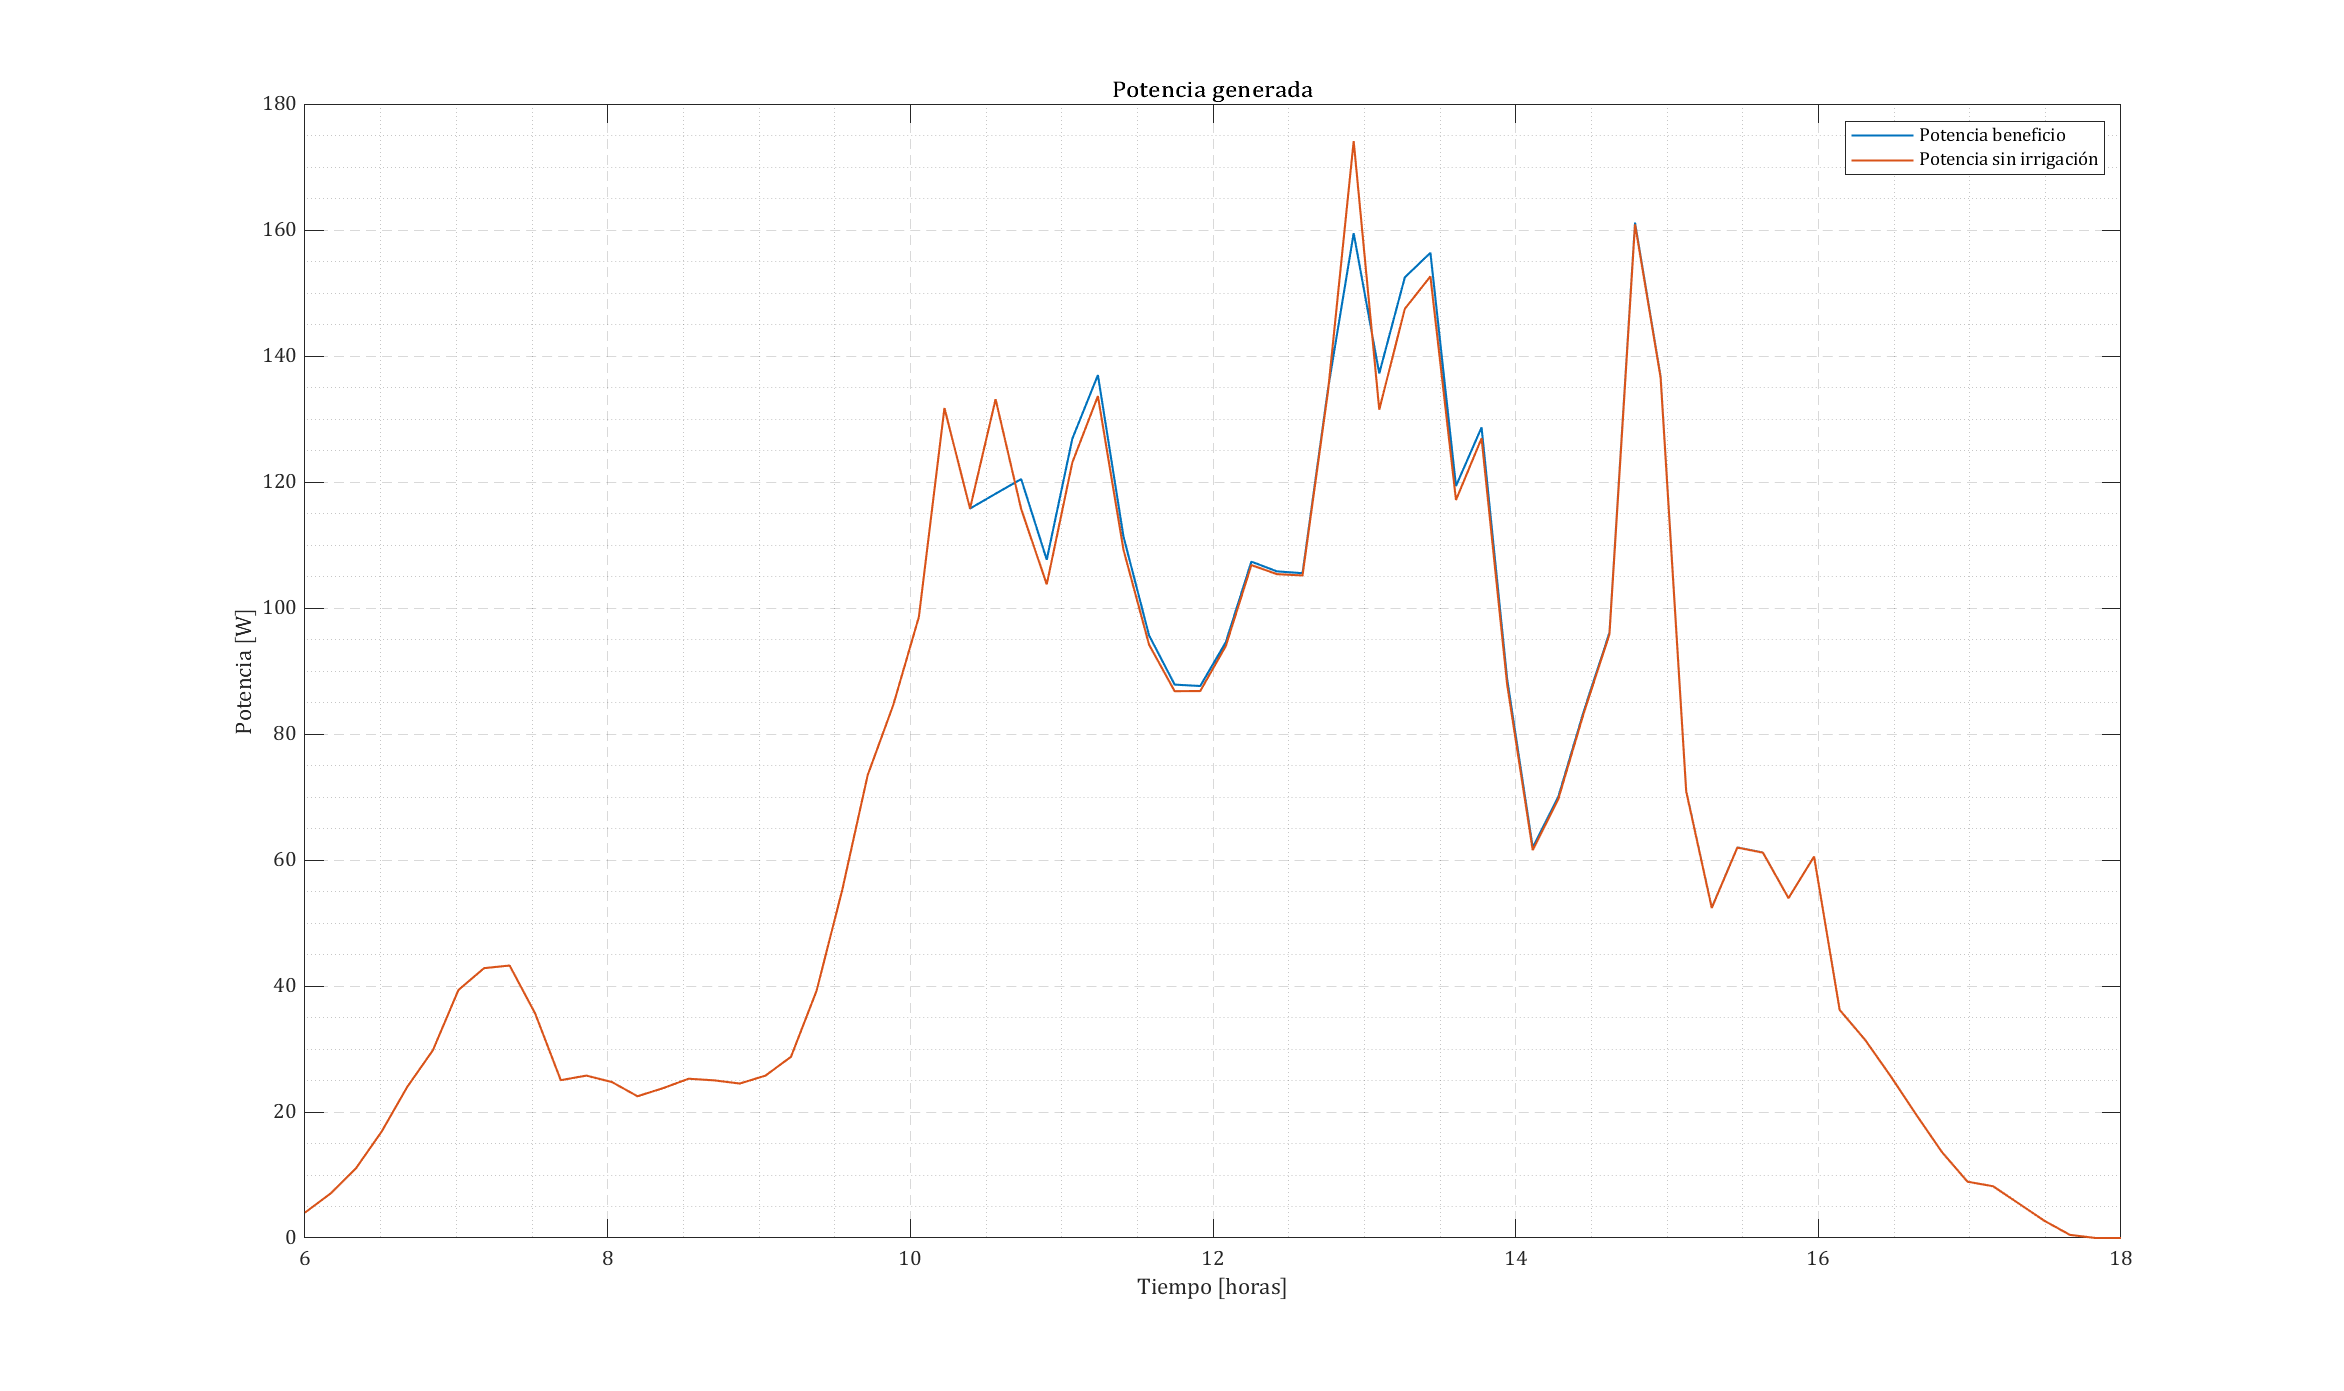 Potencia generada
180
160
140
120
100
80
60
40
20
0
Potencia [W]
6 8 10 12 14 16 18
Tiempo [horas]
Potencia beneficio
Potencia sin irrigación